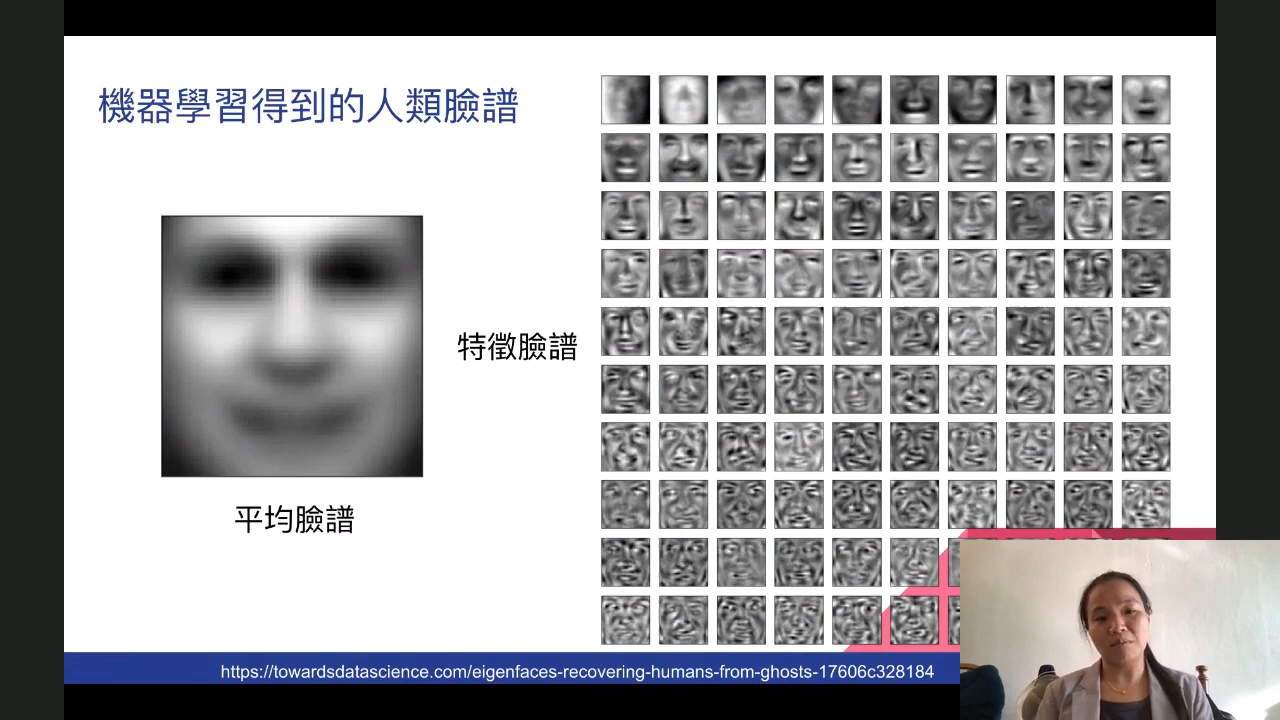 機器學習得到的人類臉譜
特徵臉譜
平均臉譜
https://towardsdatascience.com/eigenfaces-recovering-humans-from-ghosts-17606c328184